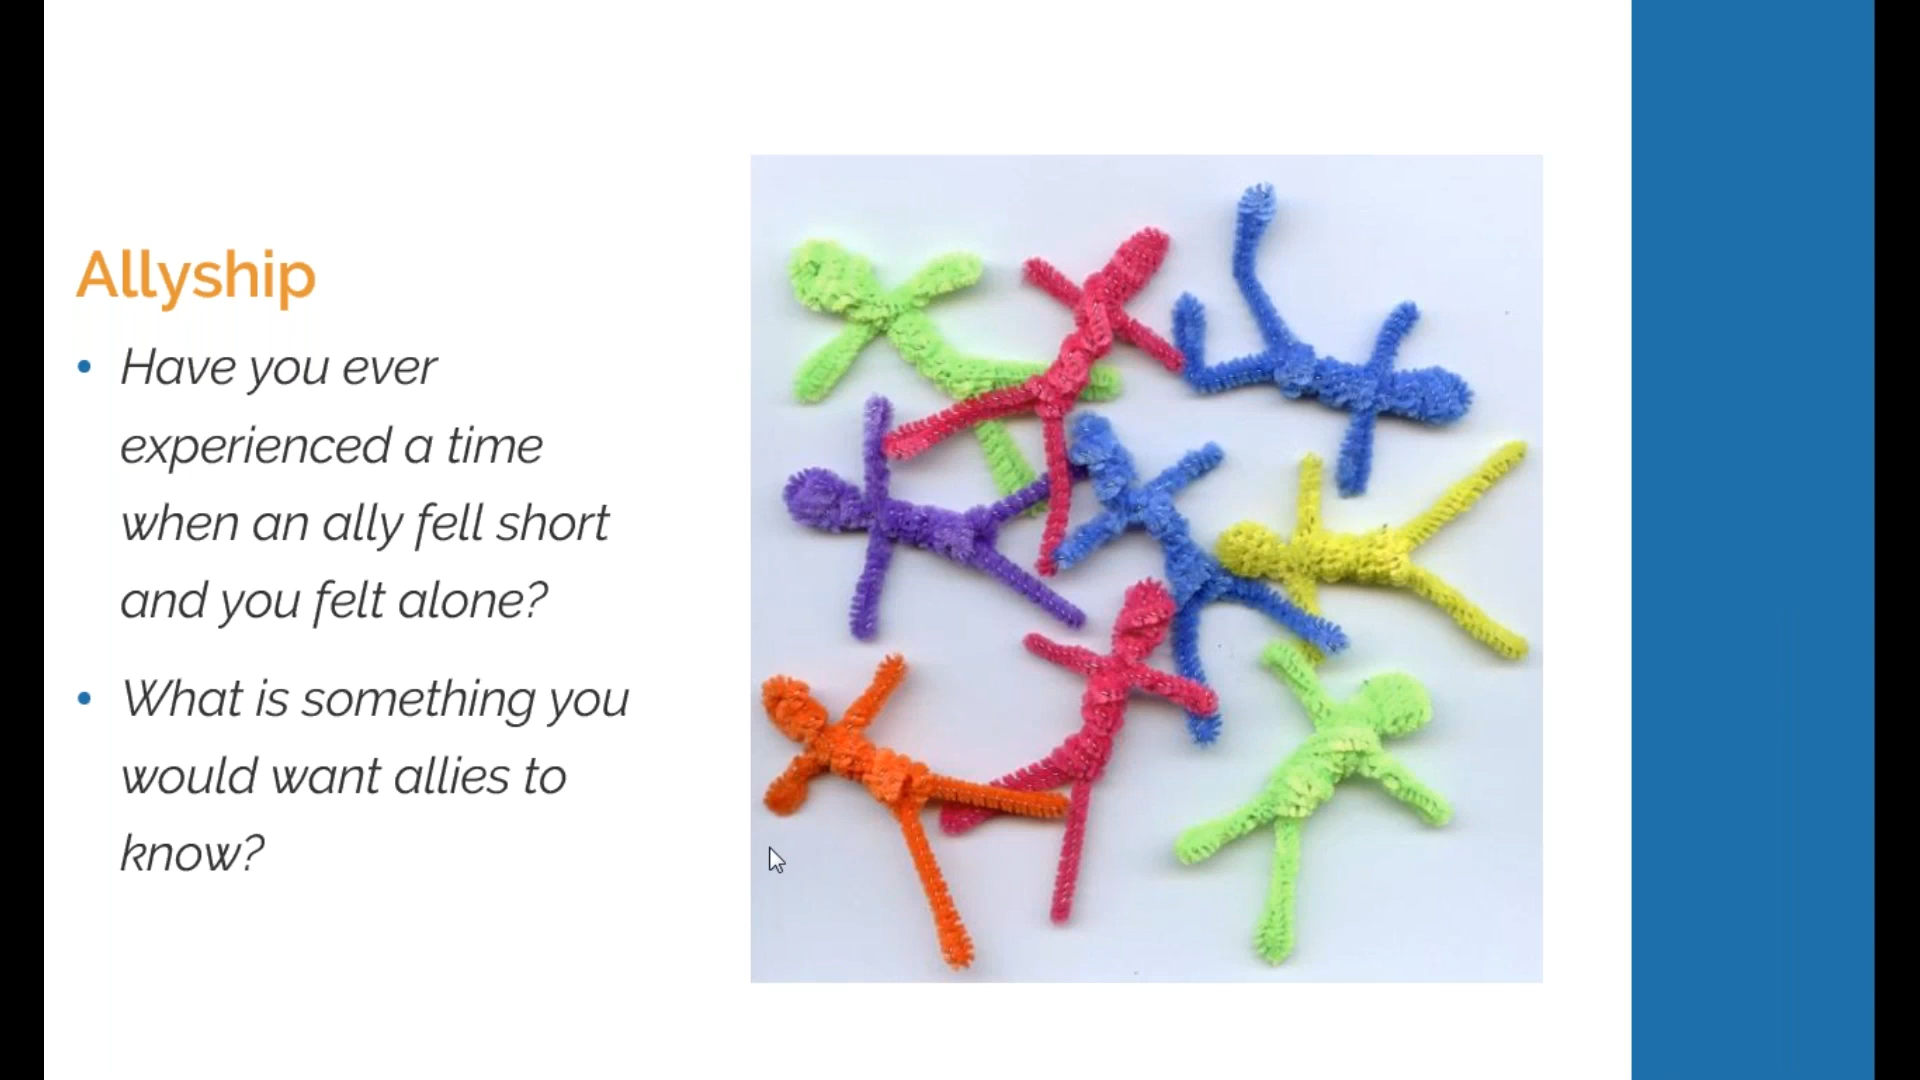 Allyship
• Have you ever
experienced a time
when an ally fell short
and you felt alone?
• What is something you
would want allies to
know?